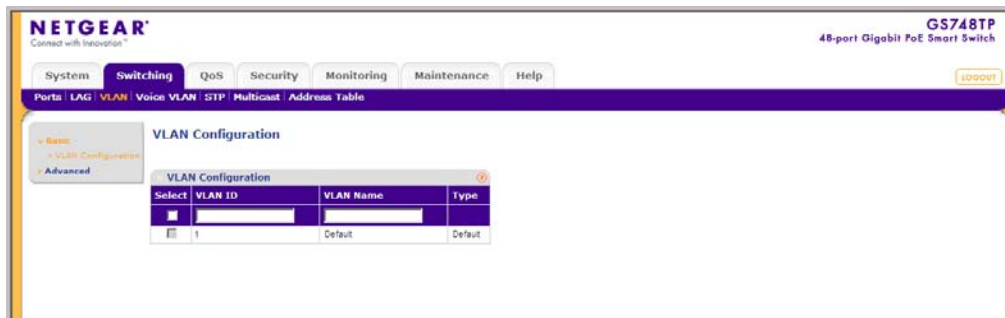 NETGEAR
Connect with Innovation™
GS748TP
48-port Gigabit PoE Smart Switch
System Switching QoS Security Monitoring Maintenance Help
LOGOUT
Ports LAG VLAN Voice VLAN STP Multicast Address Table
Basic
VLAN Configuration
Advanced
VLAN Configuration
VLAN Configuration
Select VLAN ID VLAN Name Type
1 Default Default